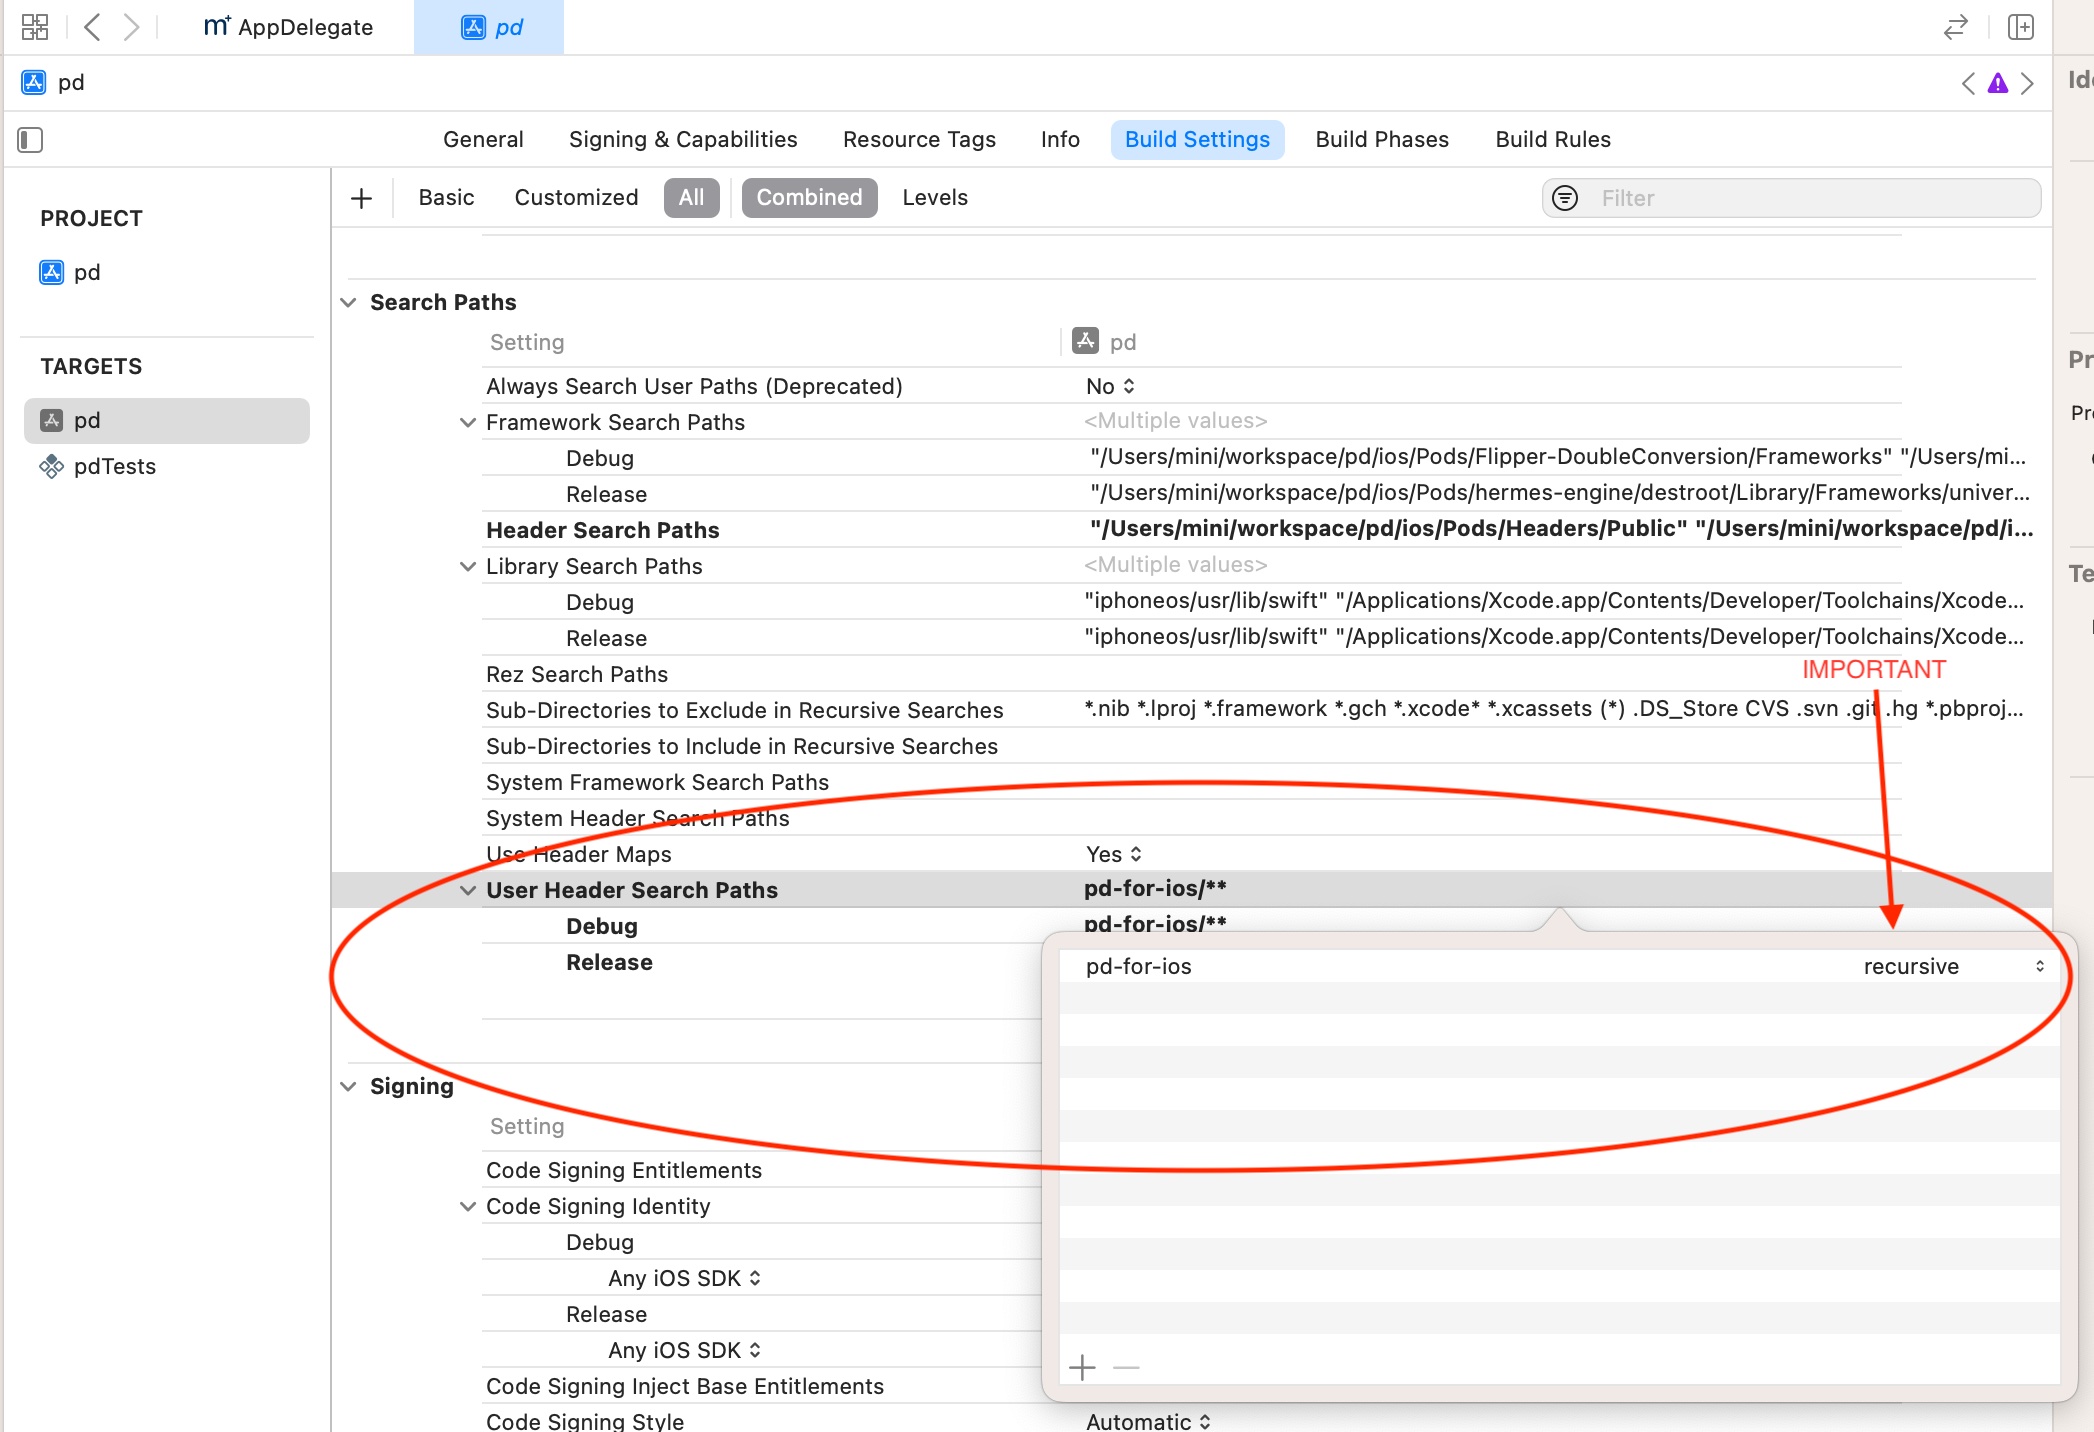 m+ AppDelegate
pd
pd
Ide
General Signing & Capabilities Resource Tags Info Build Settings Build Phases Build Rules
Basic Customized All Combined Levels Filter
PROJECT
pd
TARGETS
pd
pdTests
Search Paths
Setting pd
Always Search User Paths (Deprecated) No
Framework Search Paths <Multiple values>
Debug "/Users/mini/workspace/pd/ios/Pods/Flipper-DoubleConversion/Frameworks" "/Users/mi...
Release "/Users/mini/workspace/pd/ios/Pods/hermes-engine/destroot/Library/Frameworks/univer...
Header Search Paths "/Users/mini/workspace/pd/ios/Pods/Headers/Public" "/Users/mini/workspace/pd/i...
Library Search Paths <Multiple values>
Debug "iphoneos/usr/lib/swift" "/Applications/Xcode.app/Contents/Developer/Toolchains/Xcode...
Release "iphoneos/usr/lib/swift" "/Applications/Xcode.app/Contents/Developer/Toolchains/Xcode...
Rez Search Paths
IMPORTANT
Sub-Directories to Exclude in Recursive Searches *.nib *.lproj *.framework *.gch *.xcode* *.xcassets (*) .DS_Store CVS .svn .git .hg *.pbproj...
Sub-Directories to Include in Recursive Searches
System Framework Search Paths
System Header Search Paths
Use Header Maps Yes
User Header Search Paths pd-for-ios/**
Debug pd-for-ios/**
Release
pd-for-ios recursive
Signing
Setting
Code Signing Entitlements
Code Signing Identity
Debug
Any iOS SDK
Release
Any iOS SDK
Code Signing Inject Base Entitlements
Code Signing Style Automatic
Pr
Pro
Te